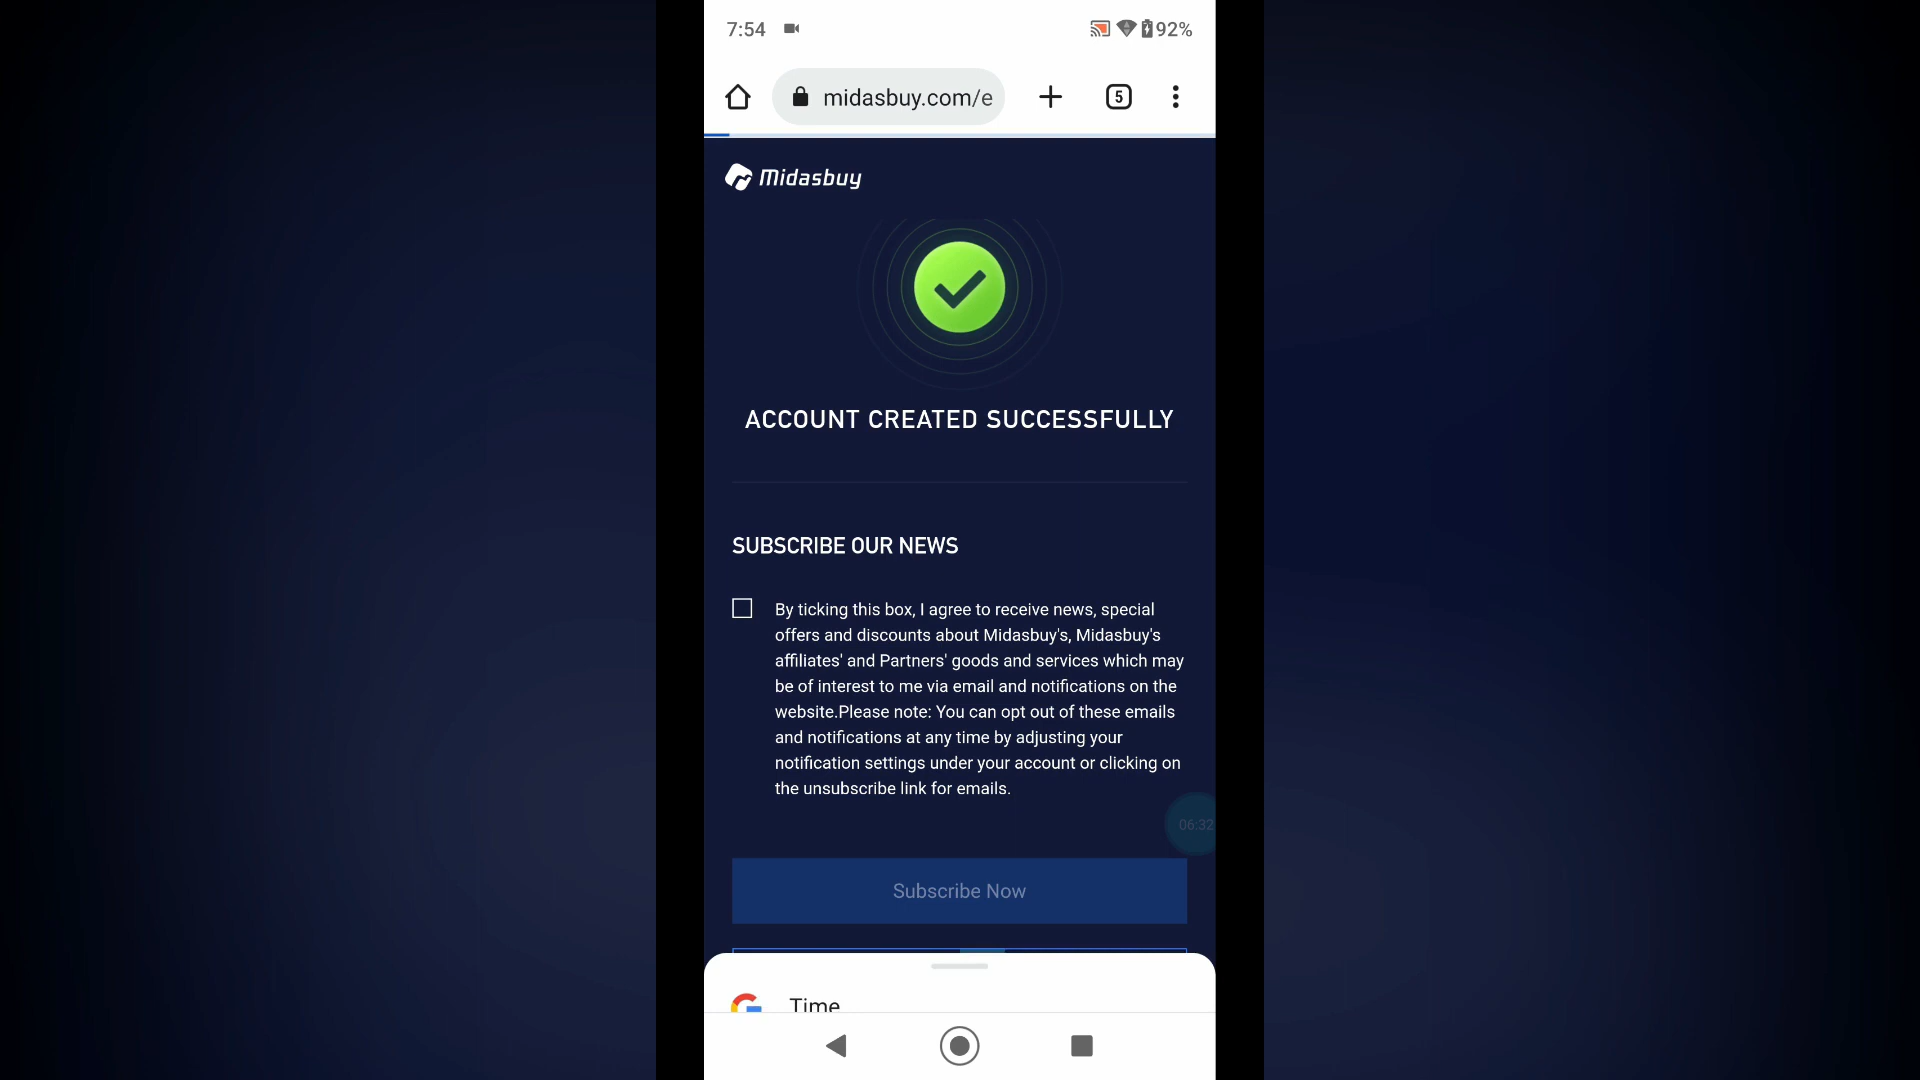 7:54 92%
midasbuy.com/e 5
Midasbuy
ACCOUNT CREATED SUCCESSFULLY
SUBSCRIBE OUR NEWS
By ticking this box, I agree to receive news, special
offers and discounts about Midasbuy's, Midasbuy's
affiliates' and Partners' goods and services which may
be of interest to me via email and notifications on the
website.Please note: You can opt out of these emails
and notifications at any time by adjusting your
notification settings under your account or clicking on
the unsubscribe link for emails.
06:32
Subscribe Now
Time